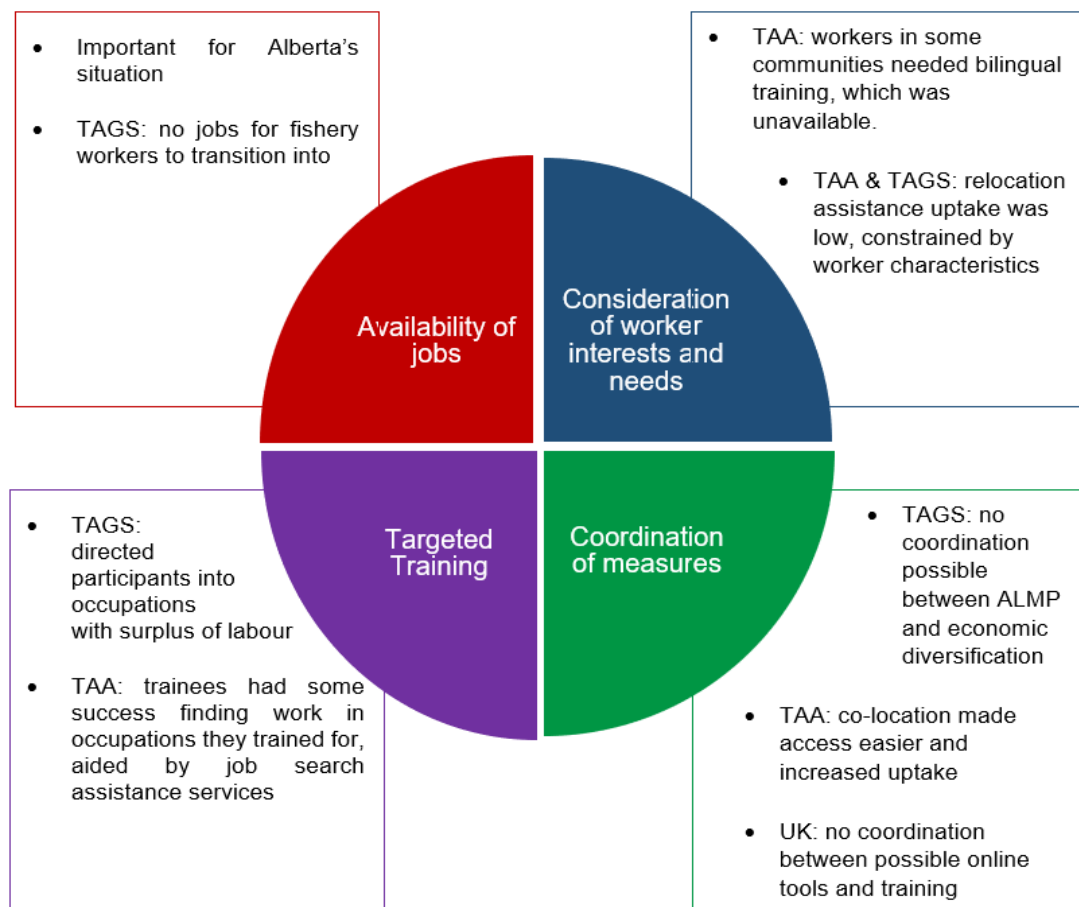 • Important for Alberta's
situation
• TAGS: no jobs for fishery
workers to transition into
• TAA: workers in some
communities needed bilingual
training, which was
unavailable.
• TAA & TAGS: relocation
assistance uptake was
low, constrained by
worker characteristics
Availability of
jobs
Consideration
of worker
interests and
needs
Targeted
Training
Coordination
of measures
• TAGS:
directed
participants into
occupations
with surplus of labour
• TAA: trainees had some
success finding work in
occupations they trained for,
aided by job search
assistance services
• TAGS: no
coordination
possible
between ALMP
and economic
diversification
• TAA: co-location made
access easier and
increased uptake
• UK: no coordination
between possible online
tools and training